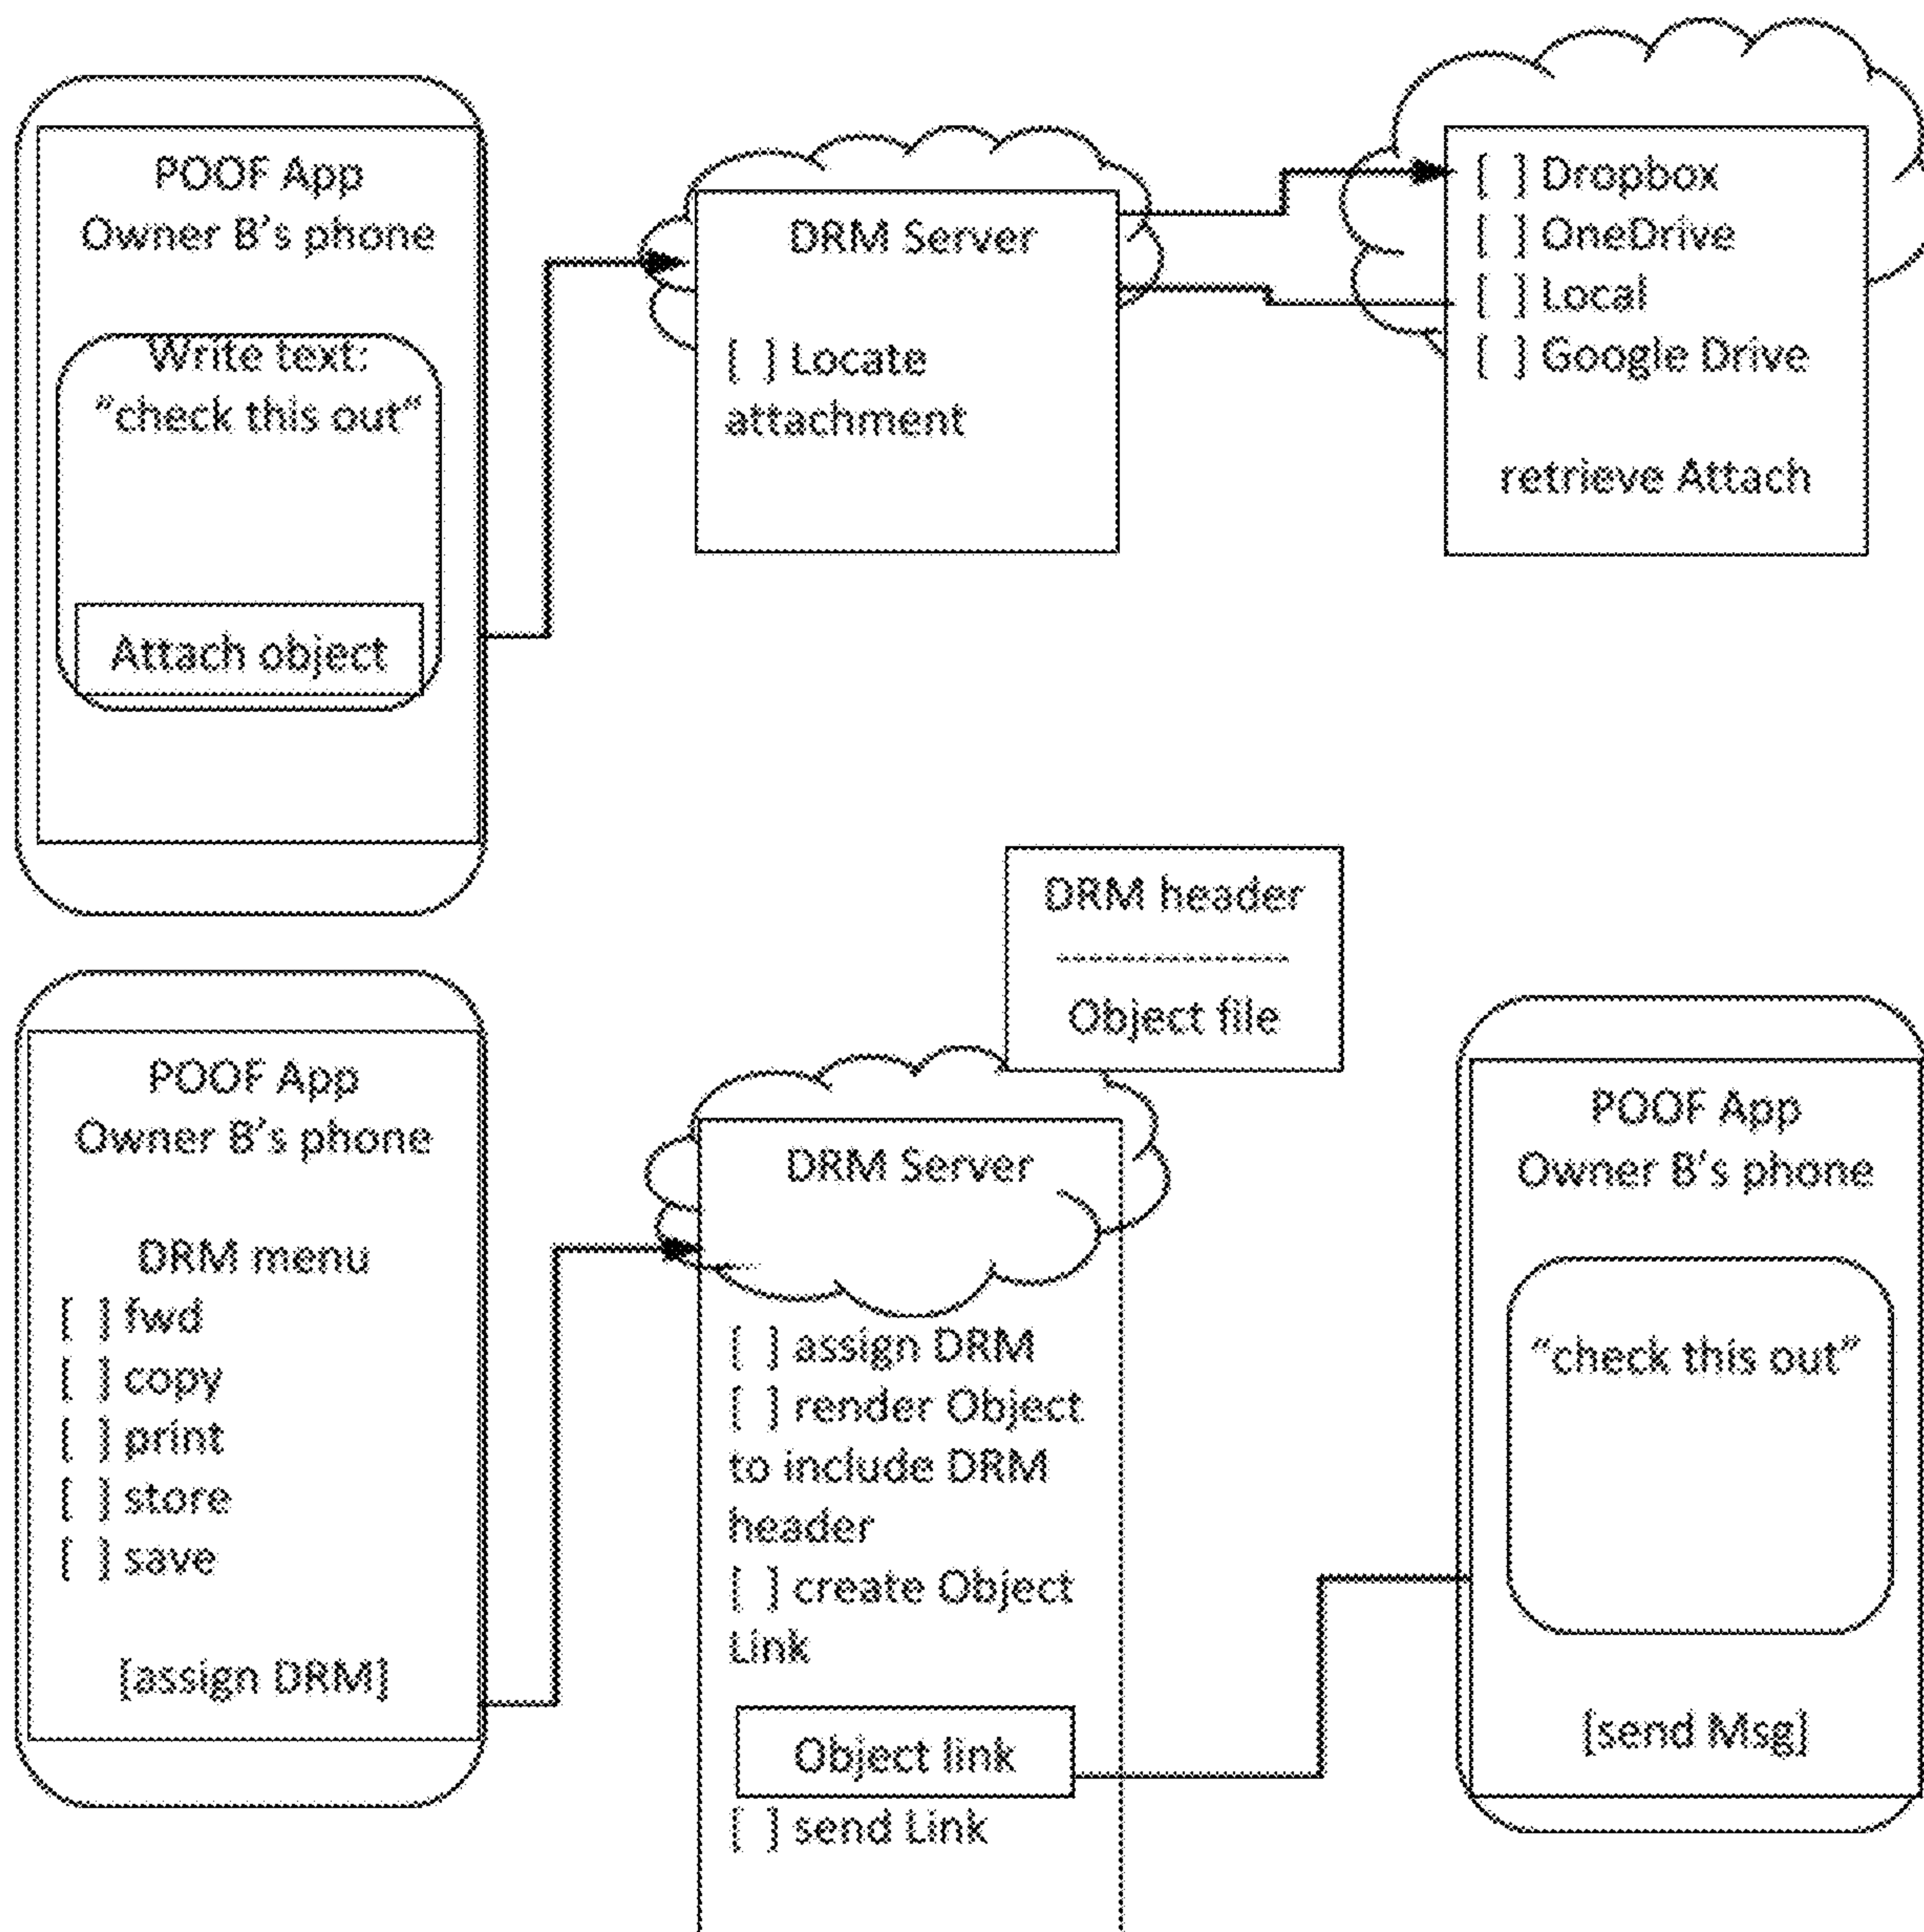 POOF App
Owner B's phone
Write text:
"check this out"
Attach object
DRM Server
[ ] Locate
attachment
[ ] Dropbox
[ ] OneDrive
[ ] Local
[ ] Google Drive
retrieve Attach
DRM header
--------------
Object file
POOF App
Owner B's phone
DRM menu
[ ] fwd
[ ] copy
[ ] print
[ ] store
[ ] save
[assign DRM]
DRM Server
[ ] assign DRM
[ ] render Object
to include DRM
header
[ ] create Object
Link
Object link
[ ] send Link
POOF App
Owner B's phone
"check this out"
[send Msg]